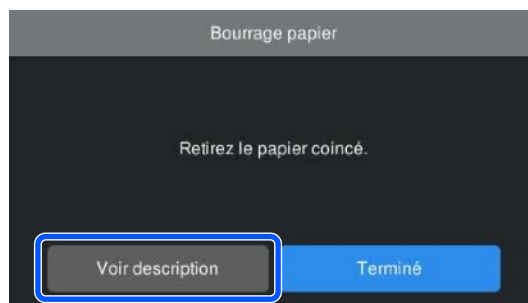 Bourrage papier
Retirez le papier coincé.
Voir description
Terminé